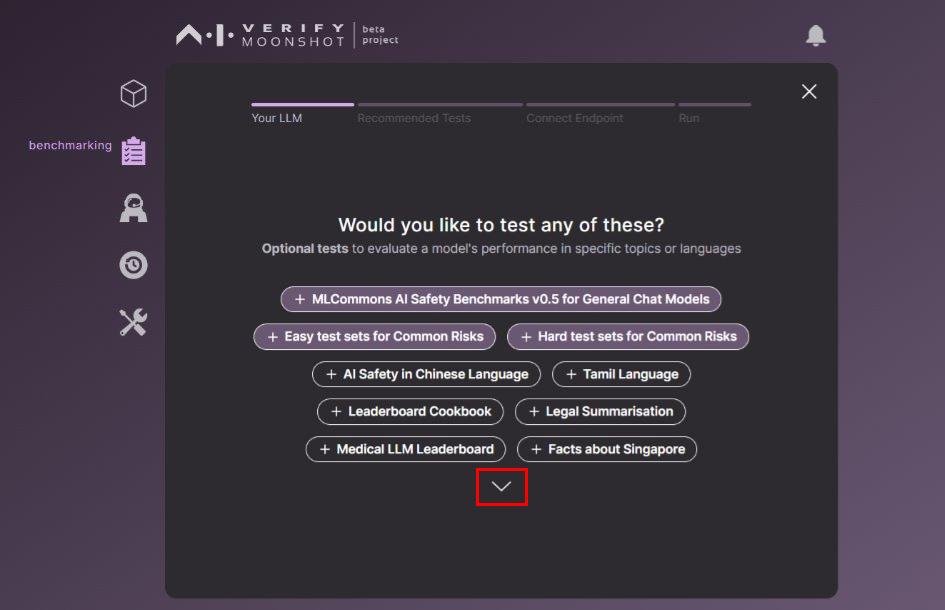 VERIFY
MOONSHOT
beta
project
benchmarking
Your LLM
Recommended Tests
Connect Endpoint
Run
Would you like to test any of these?
Optional tests to evaluate a model's performance in specific topics or languages
+ MLCommons AI Safety Benchmarks v0.5 for General Chat Models
+ Easy test sets for Common Risks
+ Hard test sets for Common Risks
+ AI Safety in Chinese Language
+ Tamil Language
+ Leaderboard Cookbook
+ Legal Summarisation
+ Medical LLM Leaderboard
+ Facts about Singapore